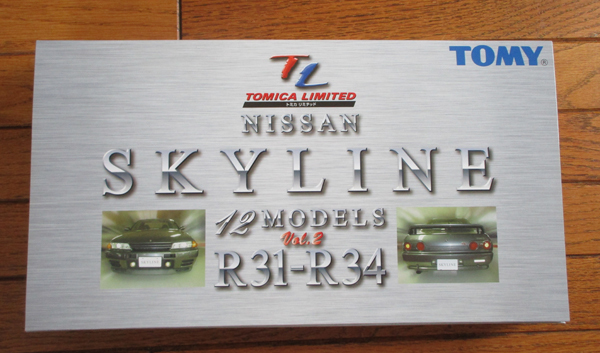 TL
TOMY®
TOMICA LIMITED
トミカ リミテッド
NISSAN
SKYLINE
12 MODELS
Vol.2
R31-R34
SKYLINE